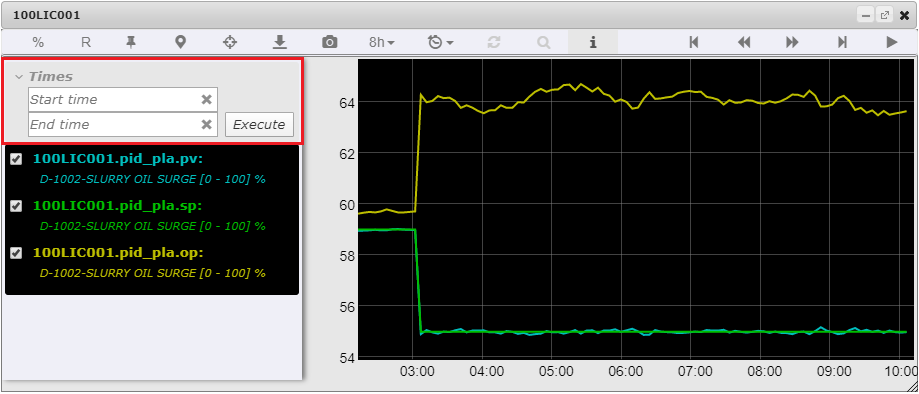 100LIC001
% R 8h i
Times
Start time
End time
Execute
100LIC001.pid_pla.pv:
D-1002-SLURRY OIL SURGE [0 - 100] %
100LIC001.pid_pla.sp:
D-1002-SLURRY OIL SURGE [0 - 100] %
100LIC001.pid_pla.op:
D-1002-SLURRY OIL SURGE [0 - 100] %
64
62
60
58
56
54
03:00 04:00 05:00 06:00 07:00 08:00 09:00 10:00